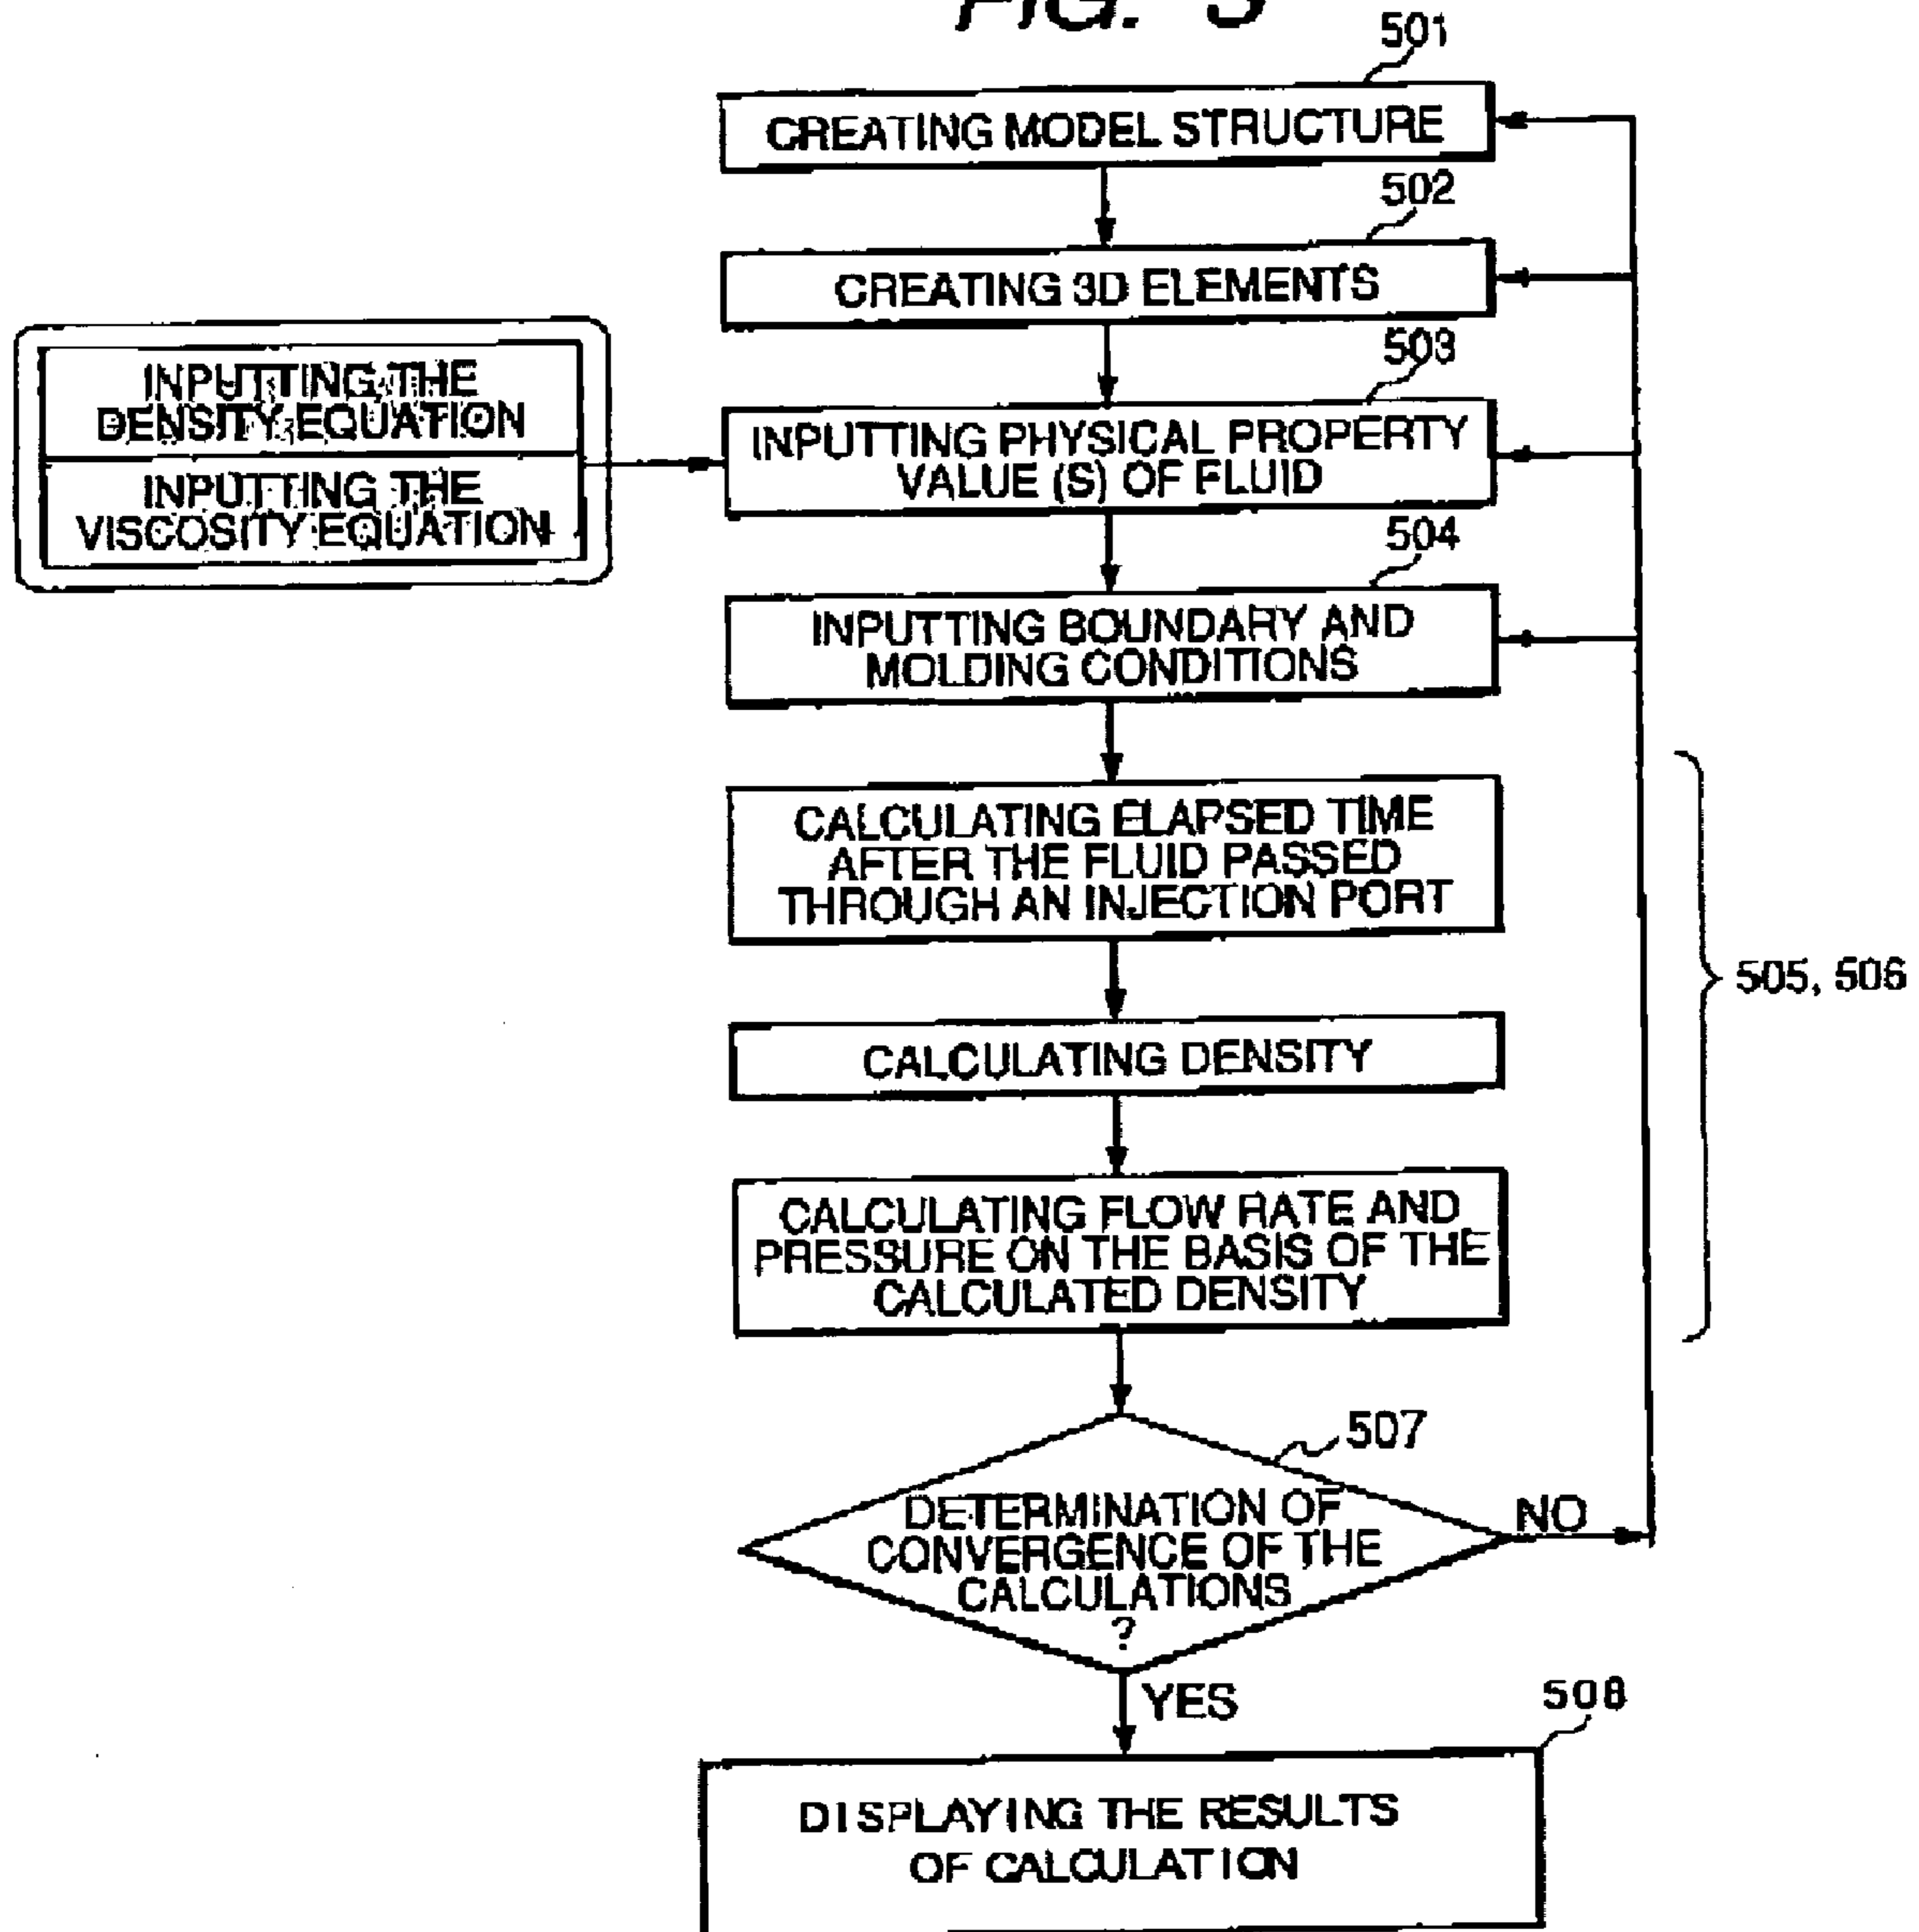 501
CREATING MODEL STRUCTURE
502
CREATING 3D ELEMENTS
INPUTTING THE
DENSITY EQUATION
INPUTTING THE
VISCOSITY EQUATION
503
INPUTTING PHYSICAL PROPERTY
VALUE (S) OF FLUID
504
INPUTTING BOUNDARY AND
MOLDING CONDITIONS
CALCULATING ELAPSED TIME
AFTER THE FLUID PASSED
THROUGH AN INJECTION PORT
505, 506
CALCULATING DENSITY
CALCULATING FLOW RATE AND
PRESSURE ON THE BASIS OF THE
CALCULATED DENSITY
507
DETERMINATION OF
CONVERGENCE OF THE
CALCULATIONS
?
NO
YES
508
DISPLAYING THE RESULTS
OF CALCULATION